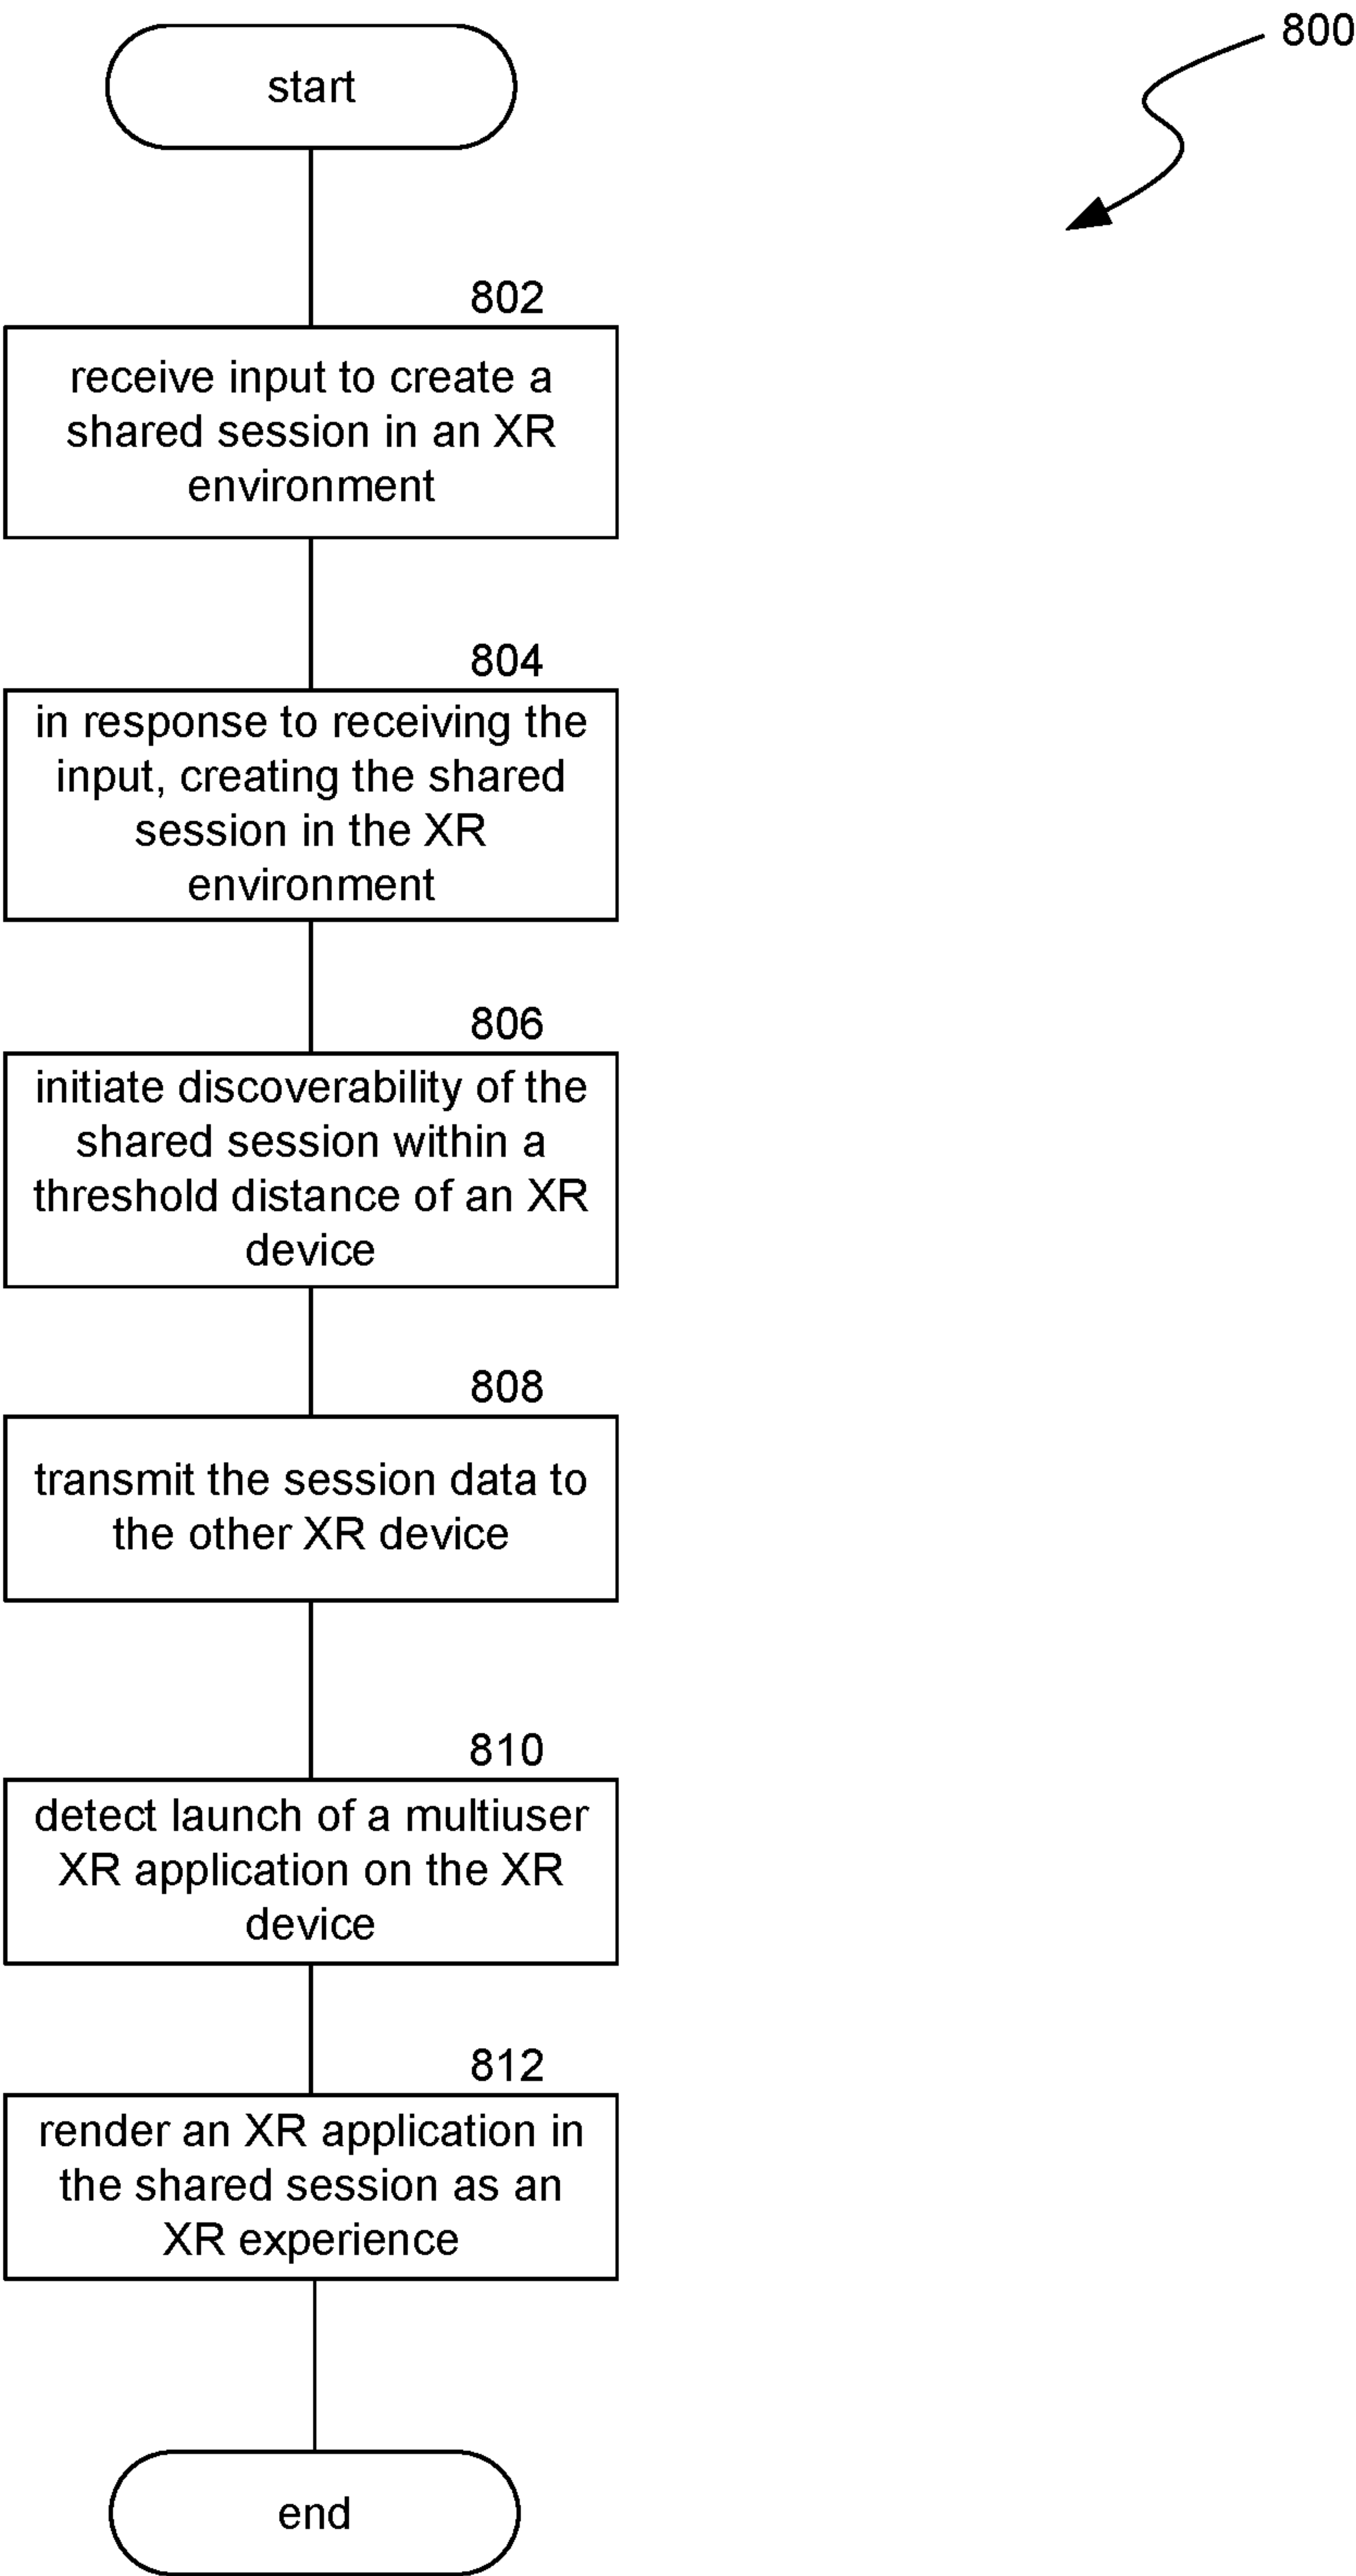 800
start
802
receive input to create a
shared session in an XR
environment
804
in response to receiving the
input, creating the shared
session in the XR
environment
806
initiate discoverability of the
shared session within a
threshold distance of an XR
device
808
transmit the session data to
the other XR device
810
detect launch of a multiuser
XR application on the XR
device
812
render an XR application in
the shared session as an
XR experience
end